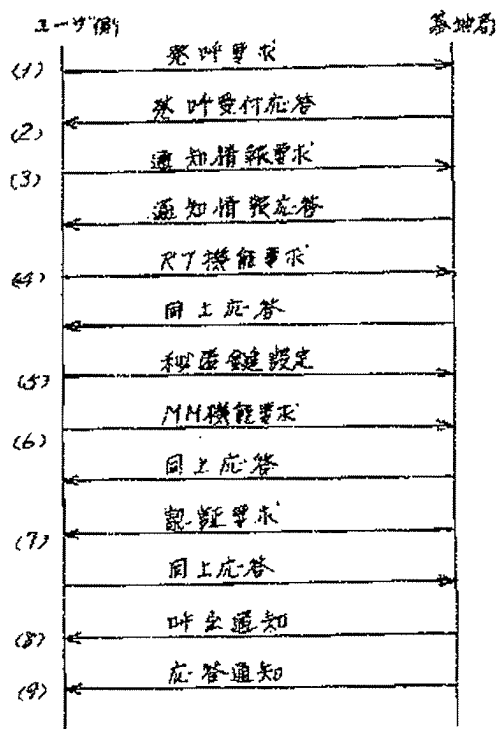 ユーザ側 基地局
発呼要求
(1)
発呼受付応答
(2)
通知情報要求
(3)
通知情報応答
RT機能要求
(4)
同上応答
秘匿鍵設定
(5)
MM機能要求
(6)
同上応答
認証要求
(7)
同上応答
呼出通知
(8)
応答通知
(9)